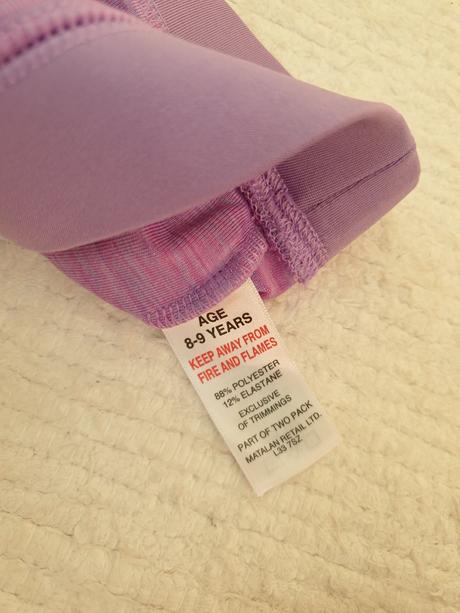 AGE
8-9 YEARS
KEEP AWAY FROM
FIRE AND FLAMES
88% POLYESTER
12% ELASTANE
EXCLUSIVE
OF TRIMMINGS
PART OF TWO PACK
MATALAN RETAIL LTD.
L33 7SZ